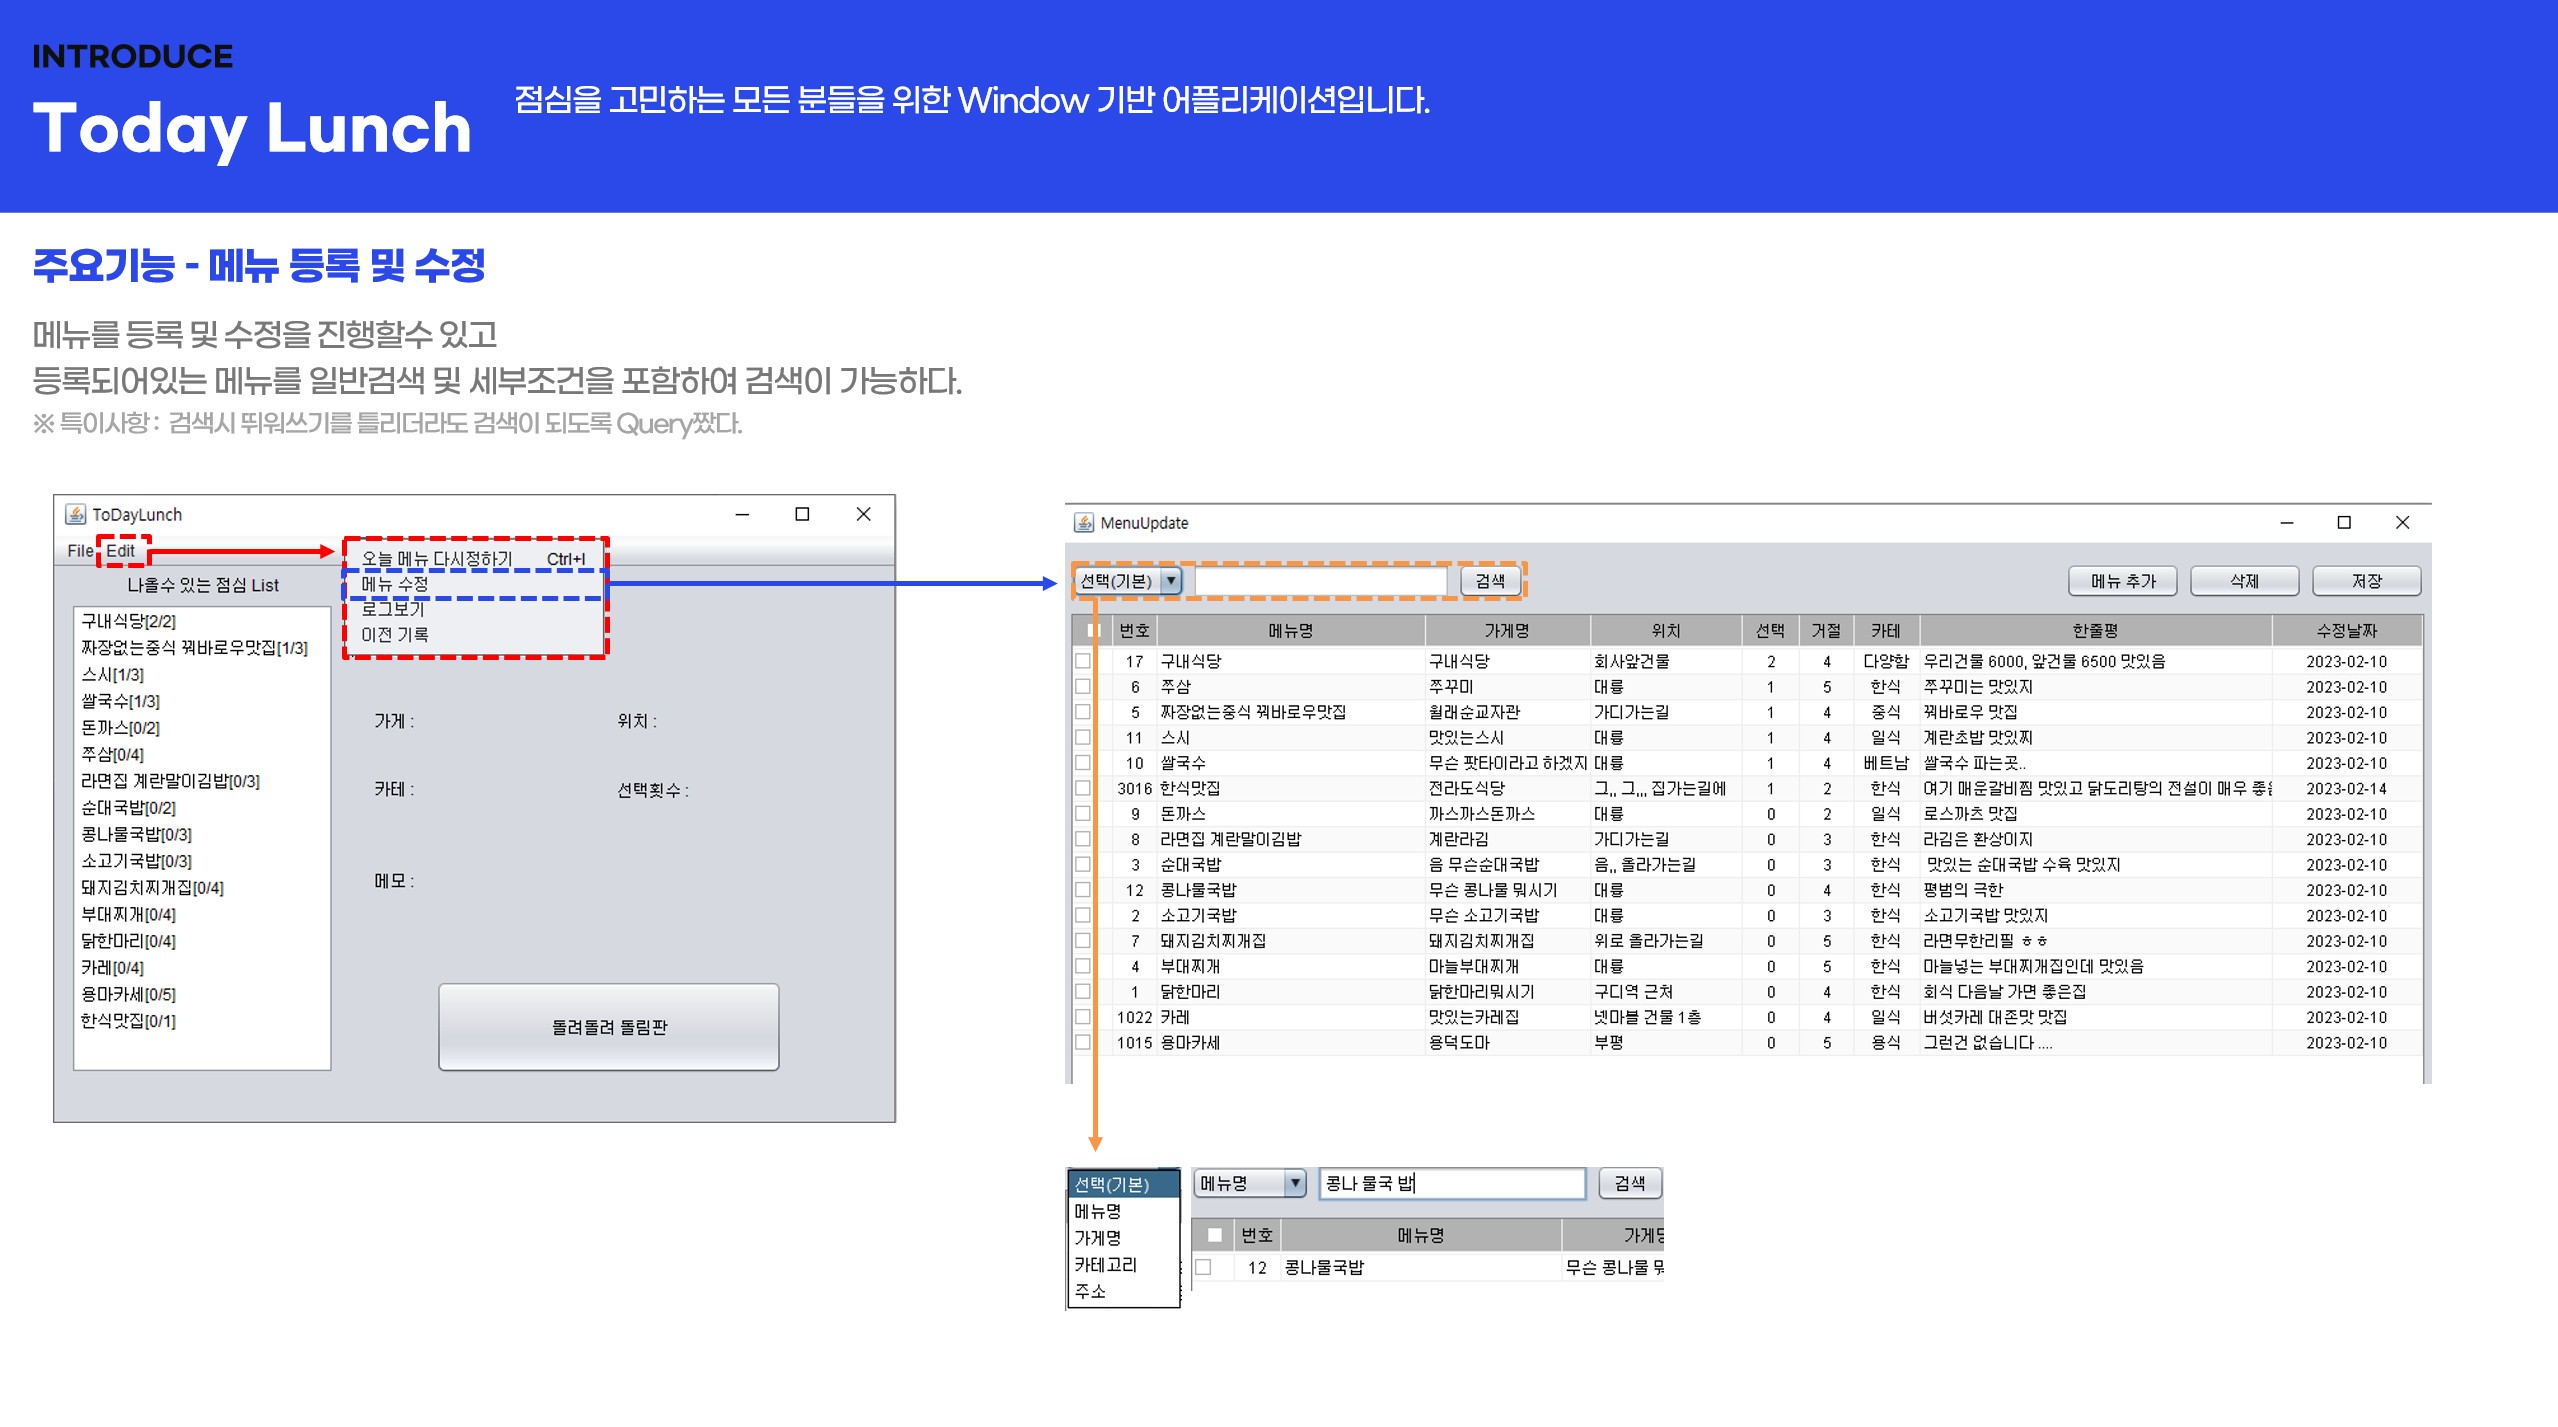 INTRODUCE
Today Lunch
점심을 고민하는 모든 분들을 위한 Window 기반 어플리케이션입니다.
주요기능 - 메뉴 등록 및 수정
메뉴를 등록 및 수정을 진행할수 있고
등록되어있는 메뉴를 일반검색 및 세부조건을 포함하여 검색이 가능하다.
※ 특이사항 : 검색시 뛰워쓰기를 틀리더라도 검색이 되도록 Query짰다.
ToDayLunch
File Edit
오늘 메뉴 다시정하기 Ctrl+I
메뉴 수정
로그보기
이전 기록
나올수 있는 점심 List
구내식당[2/2]
짜장없는중식 꿔바로우맛집[1/3]
스시[1/3]
쌀국수[1/3]
돈까스[0/2]
쭈삼[0/4]
라면집 계란말이김밥[0/3]
순대국밥[0/2]
콩나물국밥[0/3]
소고기국밥[0/3]
돼지김치찌개집[0/4]
부대찌개[0/4]
닭한마리[0/4]
카레[0/4]
용마카세[0/5]
한식맛집[0/1]
가게 : 위치 :
카테 : 선택횟수 :
메모 :
돌려돌려 돌림판
MenuUpdate
선택(기본) 검색 메뉴 추가 삭제 저장
번호 메뉴명 가게명 위치 선택 거절 카테 한줄평 수정날짜
17 구내식당 구내식당 회사앞건물 2 4 다양함 우리건물 6000, 앞건물 6500 맛있음 2023-02-10
6 쭈삼 쭈꾸미 대륭 1 5 한식 쭈꾸미는 맛있지 2023-02-10
5 짜장없는중식 꿔바로우맛집 월래순교자관 가디가는길 1 4 중식 꿔바로우 맛집 2023-02-10
11 스시 맛있는스시 대륭 1 4 일식 계란초밥 맛있찌 2023-02-10
10 쌀국수 무슨 팟타이라고 하겠지 대륭 1 4 베트남 쌀국수 파는곳.. 2023-02-10
3016 한식맛집 전라도식당 그,, 그,,, 집가는길에 1 2 한식 여기 매운갈비찜 맛있고 닭도리탕의 전설이 매우 좋 2023-02-14
9 돈까스 까스까스돈까스 대륭 0 2 일식 로스까츠 맛집 2023-02-10
8 라면집 계란말이김밥 계란라김 가디가는길 0 3 한식 라김은 환상이지 2023-02-10
3 순대국밥 음 무슨순대국밥 음,, 올라가는길 0 3 한식 맛있는 순대국밥 수육 맛있지 2023-02-10
12 콩나물국밥 무슨 콩나물 뭐시기 대륭 0 4 한식 평범의 극한 2023-02-10
2 소고기국밥 무슨 소고기국밥 대륭 0 3 한식 소고기국밥 맛있지 2023-02-10
7 돼지김치찌개집 돼지김치찌개집 위로 올라가는길 0 5 한식 라면무한리필 ㅎㅎ 2023-02-10
4 부대찌개 마늘부대찌개 대륭 0 5 한식 마늘넣는 부대찌개집인데 맛있음 2023-02-10
1 닭한마리 닭한마리뭐시기 구디역 근처 0 4 한식 회식 다음날 가면 좋은집 2023-02-10
1022 카레 맛있는카레집 넷마블 건물 1층 0 4 일식 버섯카레 대존맛 맛집 2023-02-10
1015 용마카세 용덕도마 부평 0 5 용식 그런건 없습니다 .... 2023-02-10
선택(기본)
메뉴명
가게명
카테고리
주소
메뉴명 콩나 물국 밥 검색
번호 메뉴명 가게명
12 콩나물국밥 무슨 콩나물